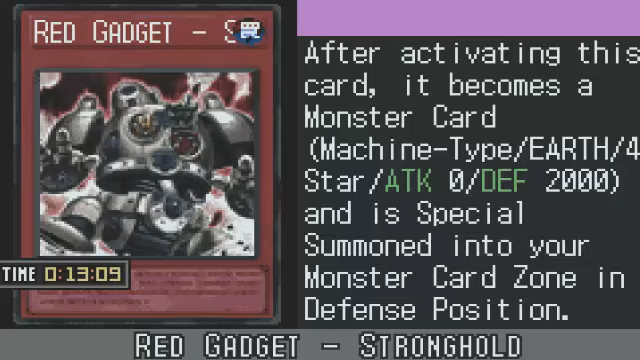 RED GADGET - S
After activating this
card, it becomes a
Monster Card
(Machine-Type/EARTH/4
Star/ATK 0/DEF 2000)
and is Special
Summoned into your
Monster Card Zone in
Defense Position.
TIME 0:13:09
RED GADGET - STRONGHOLD